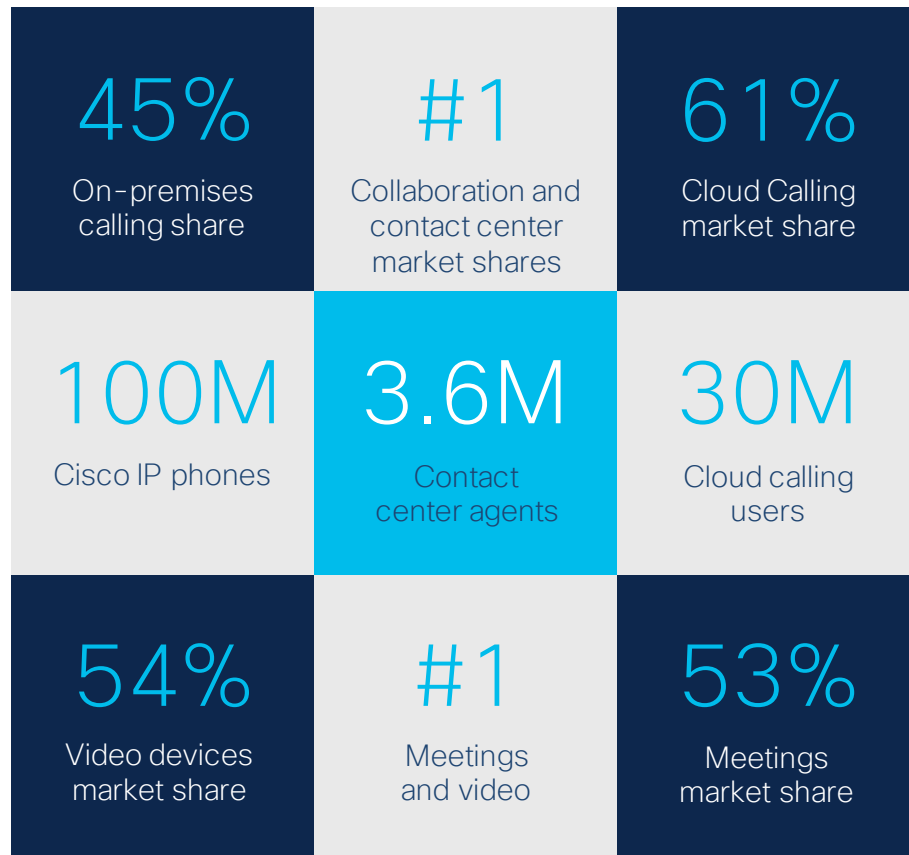 45%
On-premises
calling share
#1
Collaboration and
contact center
market shares
61%
Cloud Calling
market share
100M
Cisco IP phones
3.6M
Contact
center agents
30M
Cloud calling
users
54%
Video devices
market share
#1
Meetings
and video
53%
Meetings
market share